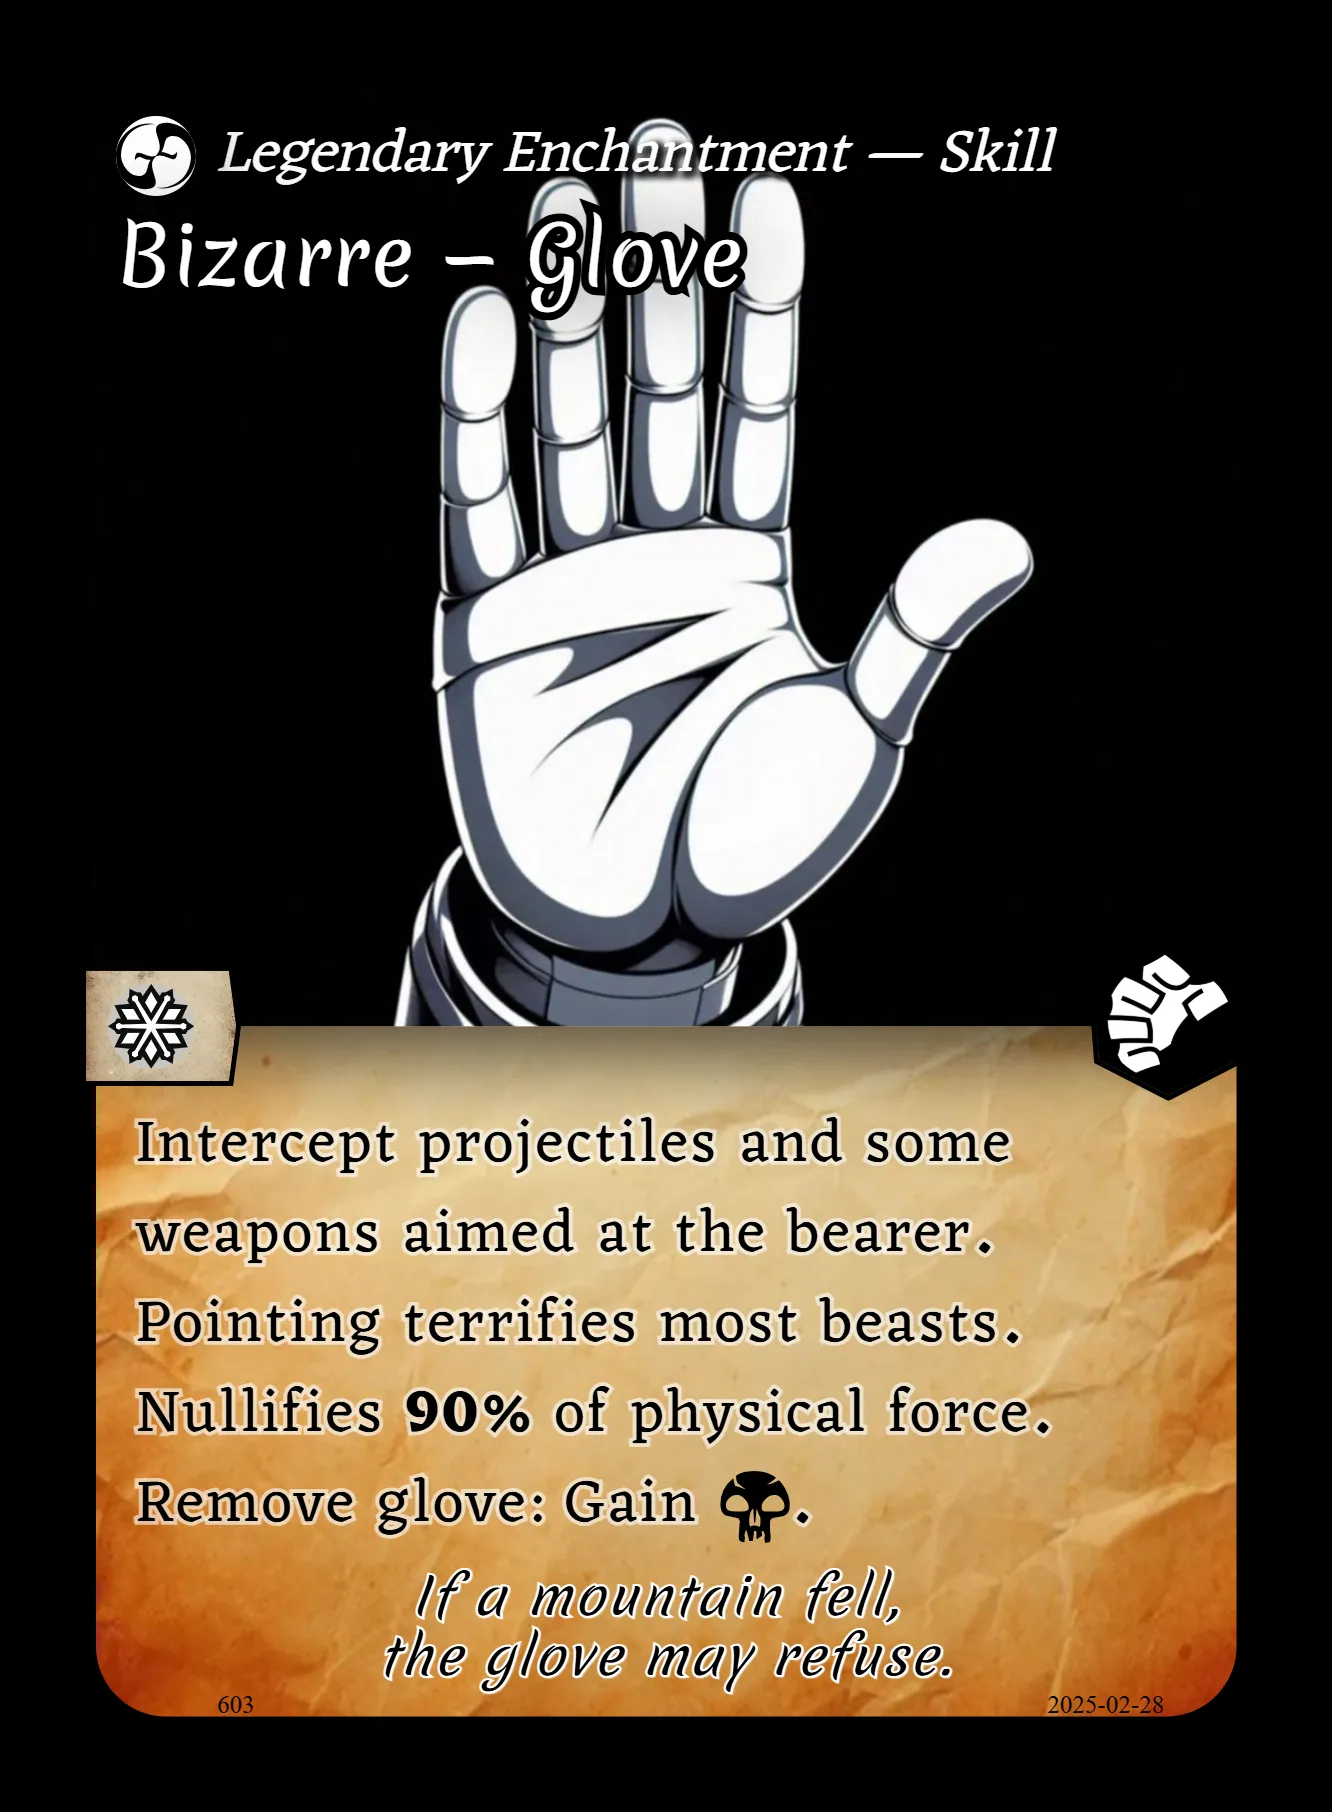 Legendary Enchantment — Skill
Bizarre – Glove
Intercept projectiles and some
weapons aimed at the bearer.
Pointing terrifies most beasts.
Nullifies 90% of physical force.
Remove glove: Gain .
If a mountain fell,
the glove may refuse.
603
2025-02-28